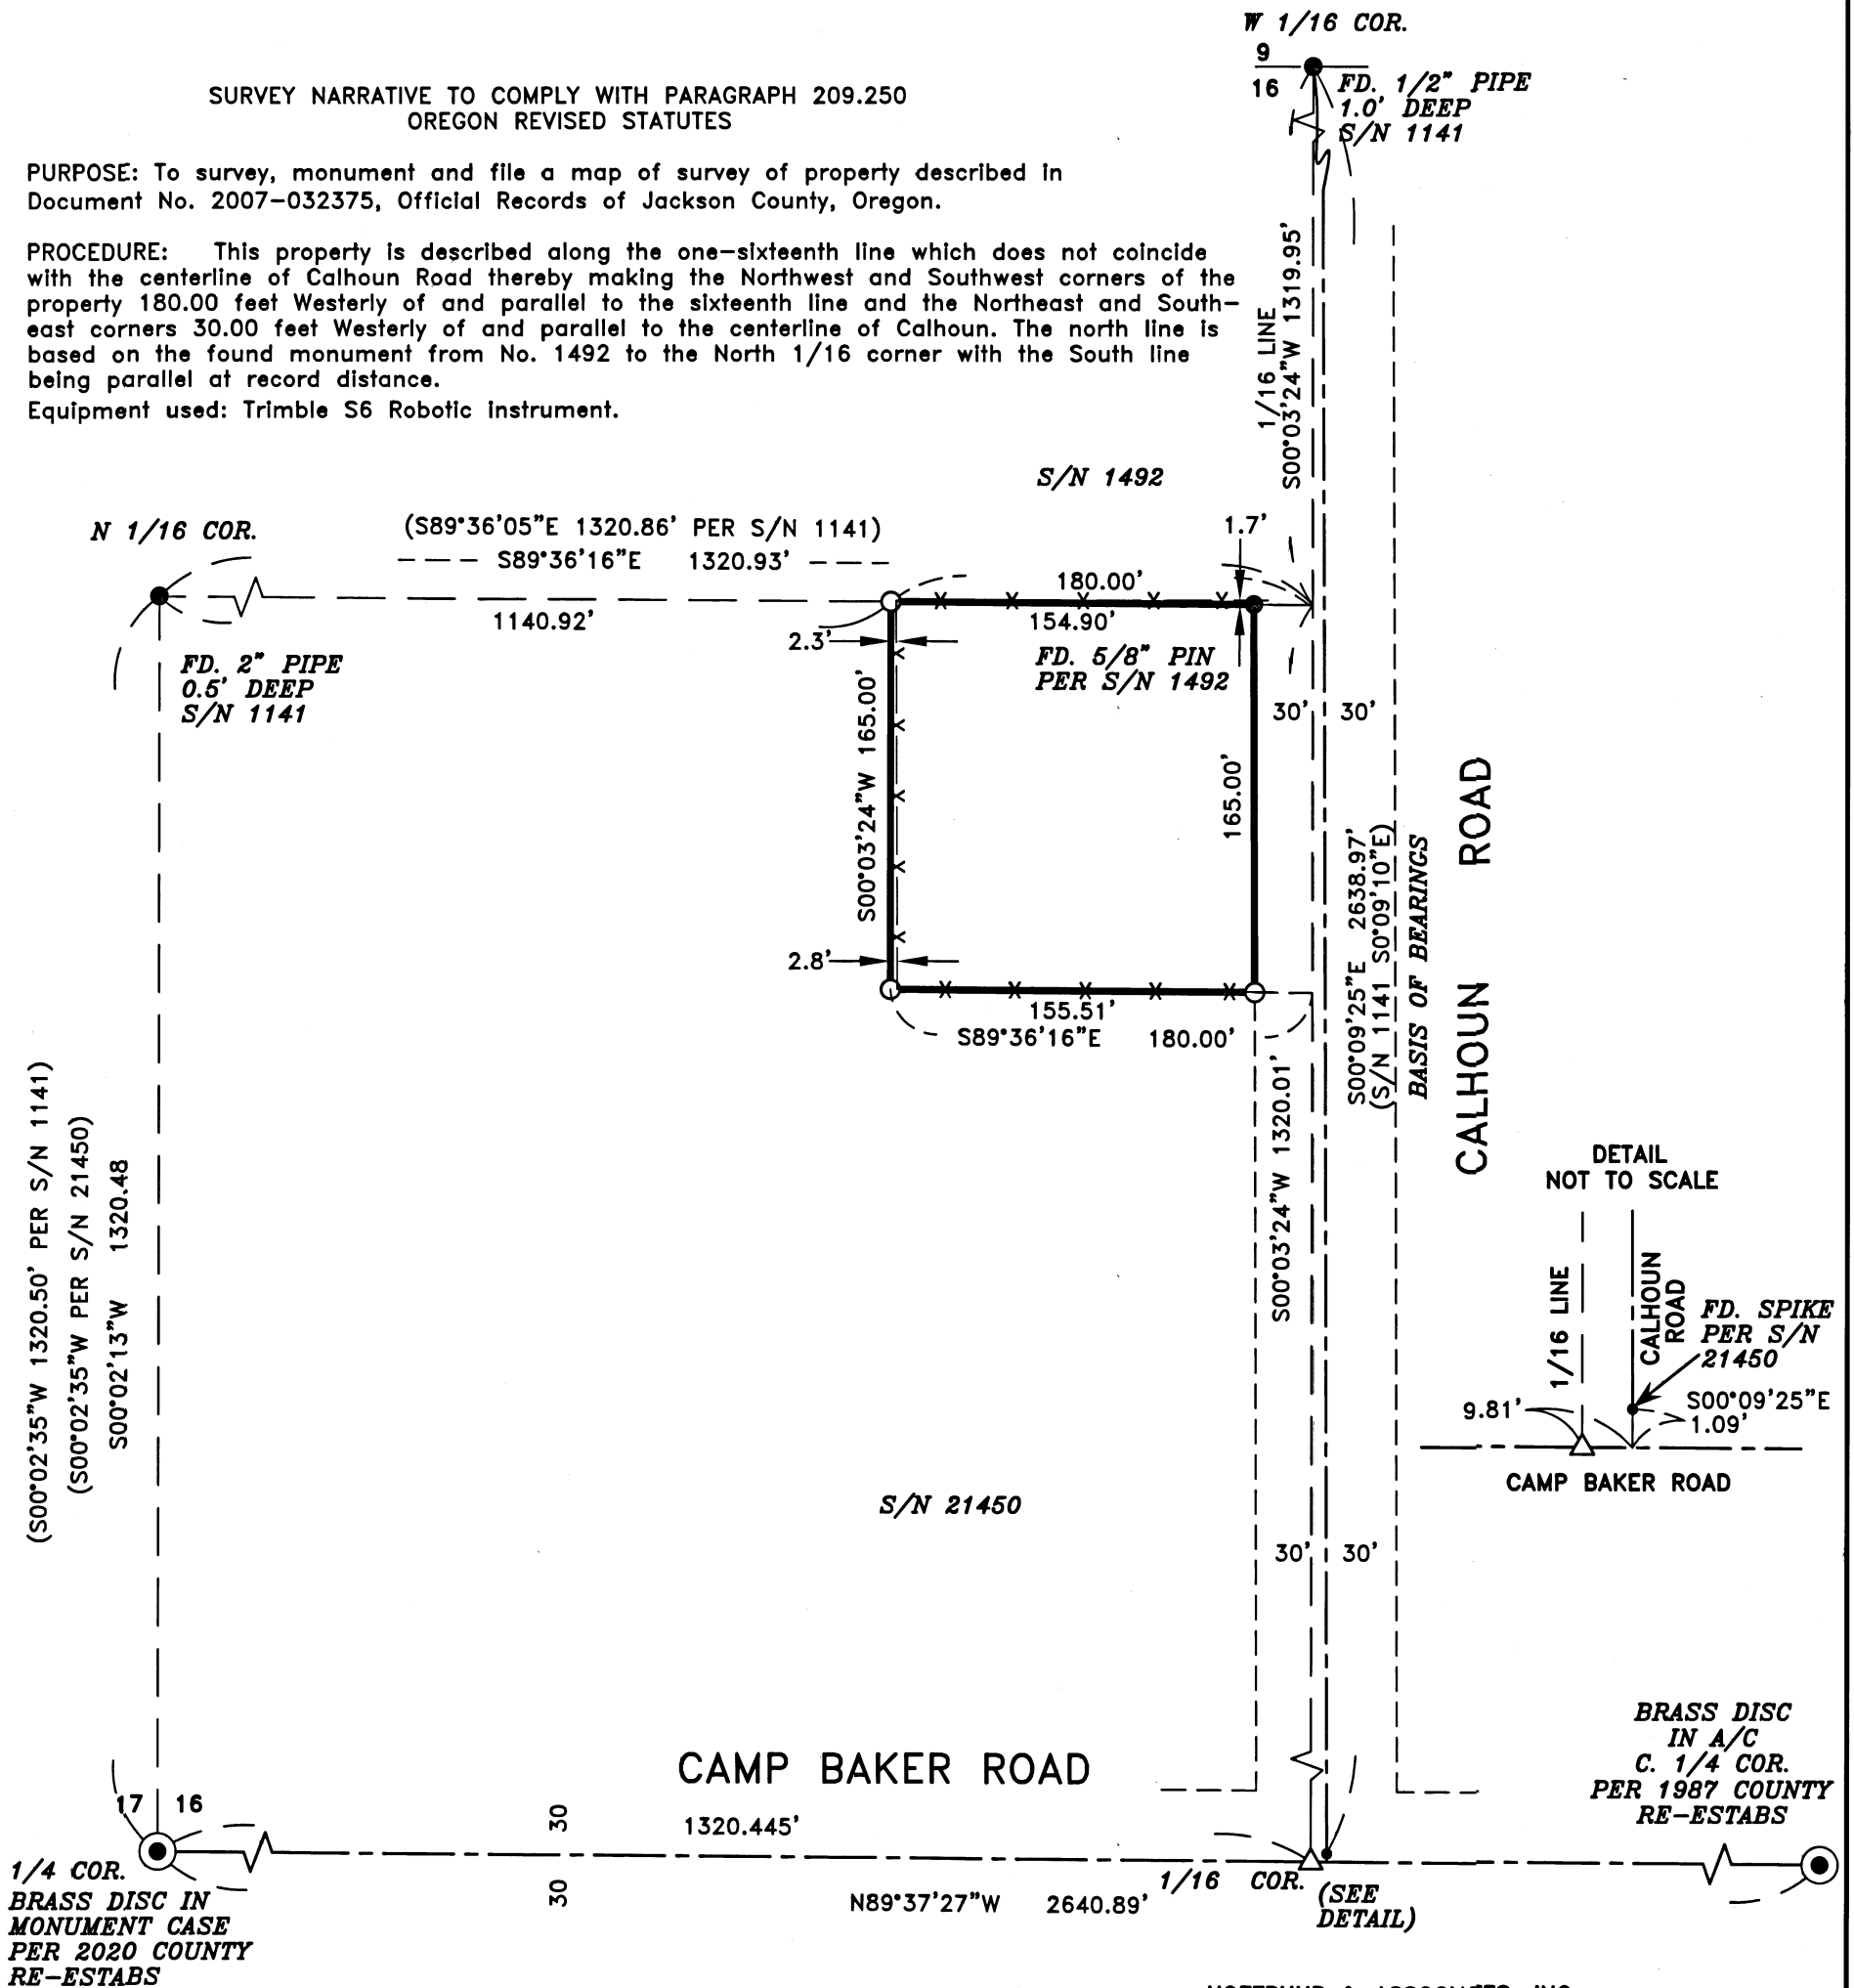 W 1/16 COR.
9
16
FD. 1/2" PIPE
1.0' DEEP
S/N 1141
SURVEY NARRATIVE TO COMPLY WITH PARAGRAPH 209.250
OREGON REVISED STATUTES
PURPOSE: To survey, monument and file a map of survey of property described in
Document No. 2007-032375, Official Records of Jackson County, Oregon.
PROCEDURE: This property is described along the one-sixteenth line which does not coincide
with the centerline of Calhoun Road thereby making the Northwest and Southwest corners of the
property 180.00 feet Westerly of and parallel to the sixteenth line and the Northeast and South-
east corners 30.00 feet Westerly of and parallel to the centerline of Calhoun. The north line is
based on the found monument from No. 1492 to the North 1/16 corner with the South line
being parallel at record distance.
Equipment used: Trimble S6 Robotic instrument.
1/16 LINE
S00°03'24"W 1319.95'
S/N 1492
N 1/16 COR.
(S89°36'05"E 1320.86' PER S/N 1141)
S89°36'16"E 1320.93'
1.7'
180.00'
1140.92'
154.90'
2.3'
FD. 2" PIPE
0.5' DEEP
S/N 1141
FD. 5/8" PIN
PER S/N 1492
30' 30'
S00°03'24"W 165.00'
165.00'
CALHOUN ROAD
S00°09'25"E 2638.97'
(S/N 1141 S0°09'10"E)
BASIS OF BEARINGS
2.8'
155.51'
S89°36'16"E 180.00'
S00°03'24"W 1320.01'
(S00°02'35"W 1320.50' PER S/N 1141)
(S00°02'35"W PER S/N 21450)
S00°02'13"W 1320.48
DETAIL
NOT TO SCALE
1/16 LINE
CALHOUN
ROAD
FD. SPIKE
PER S/N
21450
9.81'
S00°09'25"E
1.09'
CAMP BAKER ROAD
S/N 21450
30' 30'
BRASS DISC
IN A/C
C. 1/4 COR.
PER 1987 COUNTY
RE-ESTABS
CAMP BAKER ROAD
17 16
30
1320.445'
1/4 COR.
BRASS DISC IN
MONUMENT CASE
PER 2020 COUNTY
RE-ESTABS
30
N89°37'27"W 2640.89'
1/16 COR.
(SEE
DETAIL)